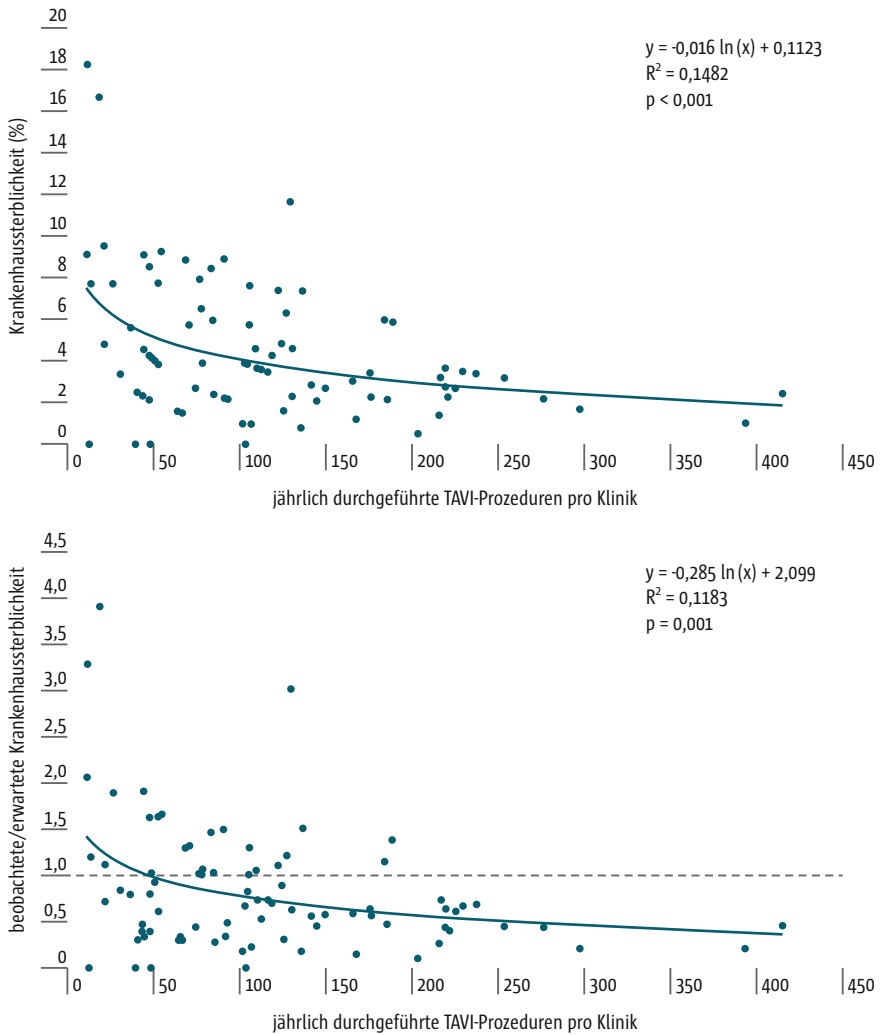 20
18
16
14
12
10
8
6
4
2
0
Krankenhaussterblichkeit (%)
y = -0,016 ln (x) + 0,1123
R² = 0,1482
p < 0,001
0 50 100 150 200 250 300 350 400 450
jährlich durchgeführte TAVI-Prozeduren pro Klinik
4,5
4,0
3,5
3,0
2,5
2,0
1,5
1,0
0,5
0
beobachtete/erwartete Krankenhaussterblichkeit
y = -0,285 ln (x) + 2,099
R² = 0,1183
p = 0,001
0 50 100 150 200 250 300 350 400 450
jährlich durchgeführte TAVI-Prozeduren pro Klinik